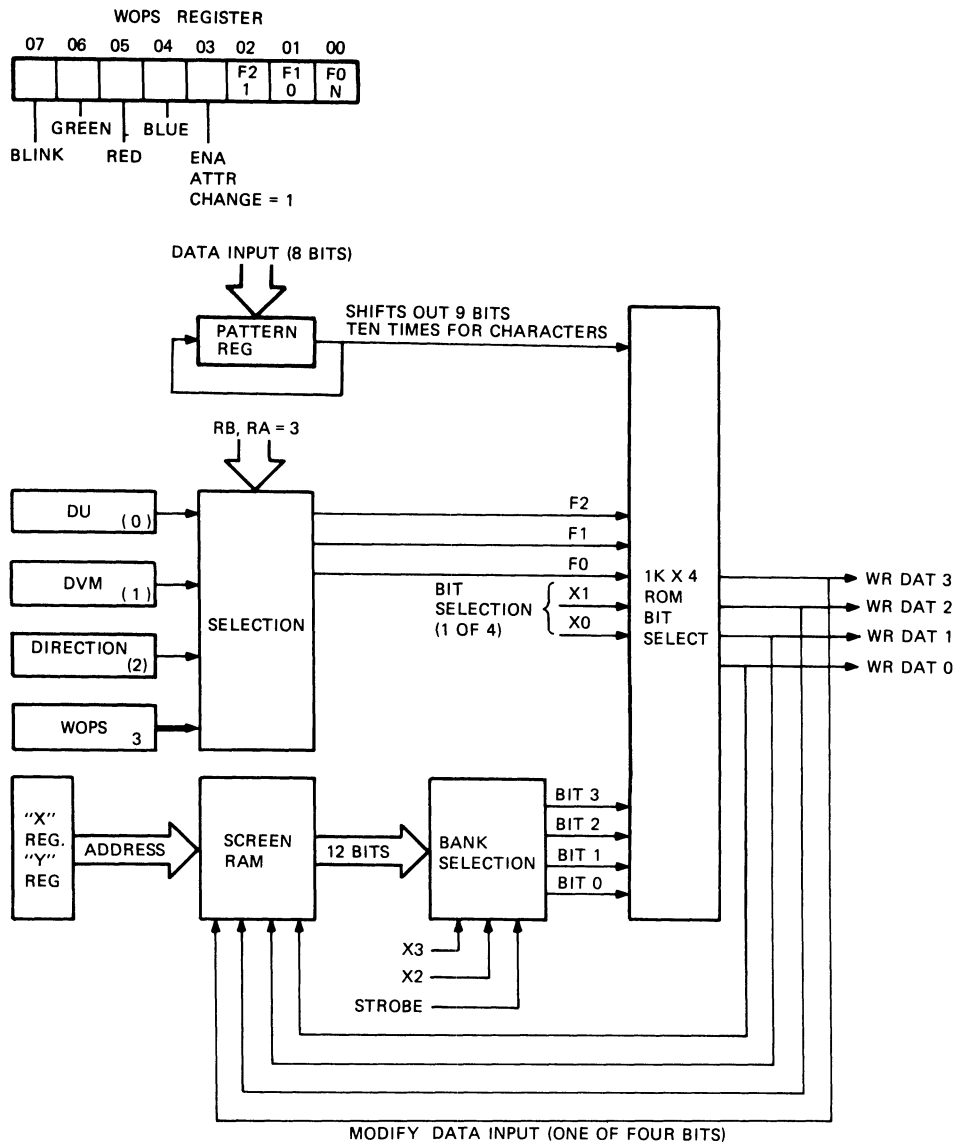 WOPS REGISTER
07 06 05 04 03 02 01 00
F2 F1 F0
1 0 N
GREEN BLUE
BLINK RED ENA
ATTR
CHANGE = 1
DATA INPUT (8 BITS)
PATTERN
REG
SHIFTS OUT 9 BITS
TEN TIMES FOR CHARACTERS
RB, RA = 3
DU (0)
DVM (1)
DIRECTION (2)
WOPS 3
SELECTION
F2
F1
F0
BIT
SELECTION
(1 OF 4)
X1
X0
1K X 4
ROM
BIT
SELECT
WR DAT 3
WR DAT 2
WR DAT 1
WR DAT 0
"X"
REG.
"Y"
REG
ADDRESS
SCREEN
RAM
12 BITS
BANK
SELECTION
BIT 3
BIT 2
BIT 1
BIT 0
X3
X2
STROBE
MODIFY DATA INPUT (ONE OF FOUR BITS)